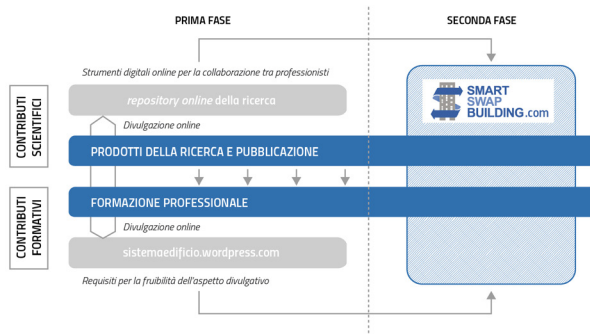 PRIMA FASE
SECONDA FASE
Strumenti digitali online per la collaborazione tra professionisti
repository online della ricerca
CONTRIBUTI
SCIENTIFICI
Divulgazione online
PRODOTTI DELLA RICERCA E PUBBLICAZIONE
SMART
SWAP
BUILDING.com
CONTRIBUTI
FORMATIVI
FORMAZIONE PROFESSIONALE
Divulgazione online
sistemaedificio.wordpress.com
Requisiti per la fruibilità dell'aspetto divulgativo